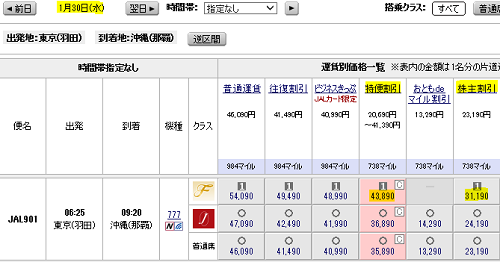 ◀前日 1月30日(水) 翌日▶ 時間帯: 指定なし 搭乗クラス: すべて 普通
出発地:東京(羽田) 到着地:沖縄(那覇) 逆区間
時間帯指定なし 運賃別価格一覧 ※表内の金額は1名分の片道
便名 出発 到着 機種 クラス
普通運賃 往復割引 ビジネスきっぷ JALカード限定 特便割引 おともdeマイル割引 株主割引
46,090円 41,490円 40,990円 20,690円～41,390円 13,290円 23,190円
984マイル 984マイル 984マイル 738マイル 738マイル 738マイル
JAL901 06:25 東京(羽田) 09:20 沖縄(那覇) 777 N
F 1 54,090 1 49,490 1 48,990 1 43,890 C — 1 31,190
J ○ 47,090 ○ 42,490 ○ 41,990 ○ 36,890 C ○ 14,290 ○ 24,190
普通席 ○ 46,090 ○ 41,490 ○ 40,990 ○ 35,890 C ○ 13,290 ○ 23,190